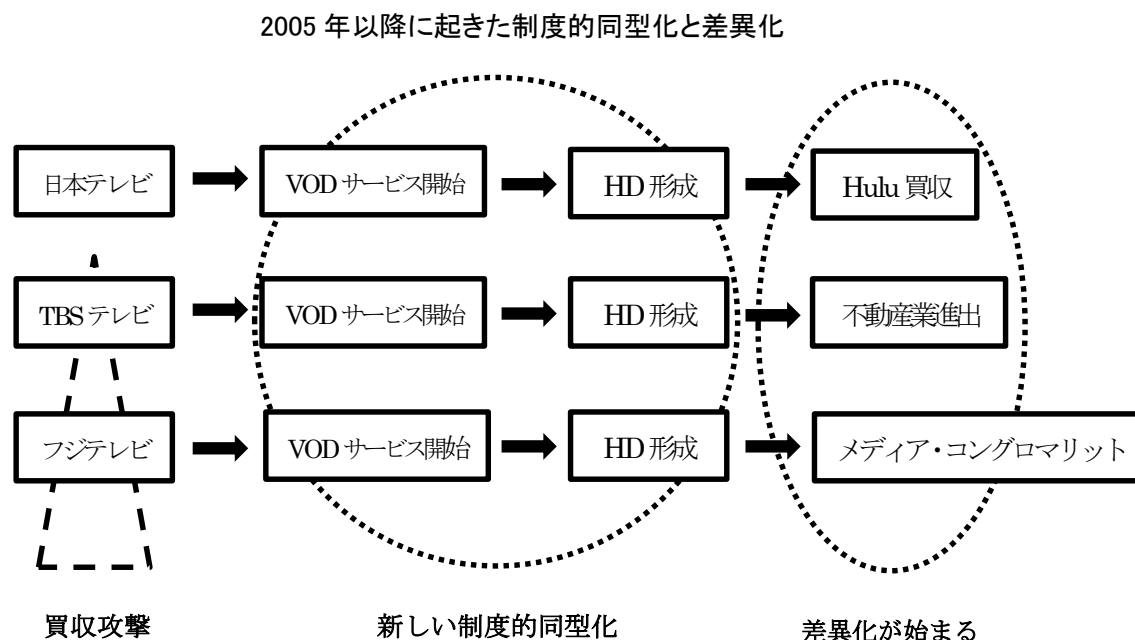 2005 年以降に起きた制度的同型化と差異化
日本テレビ
VOD サービス開始
HD 形成
Hulu 買収
TBS テレビ
VOD サービス開始
HD 形成
不動産業進出
フジテレビ
VOD サービス開始
HD 形成
メディア・コングロマリット
買収攻撃
新しい制度的同型化
差異化が始まる